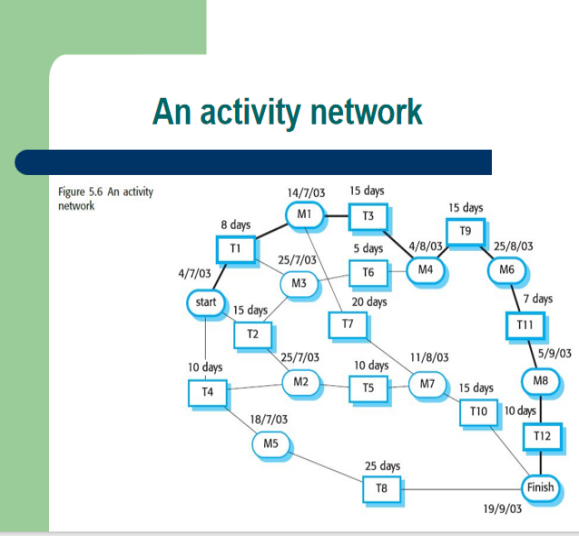 An activity network
Figure 5.6 An activity
network
14/7/03
15 days
M1
T3
15 days
T9
8 days
T1
5 days
4/8/03
25/8/03
25/7/03
M3
T6
M4
M6
4/7/03
start
15 days
T2
20 days
T7
7 days
T11
25/7/03
M2
10 days
T5
11/8/03
M7
5/9/03
M8
10 days
T4
15 days
T10
10 days
T12
18/7/03
M5
25 days
T8
Finish
19/9/03